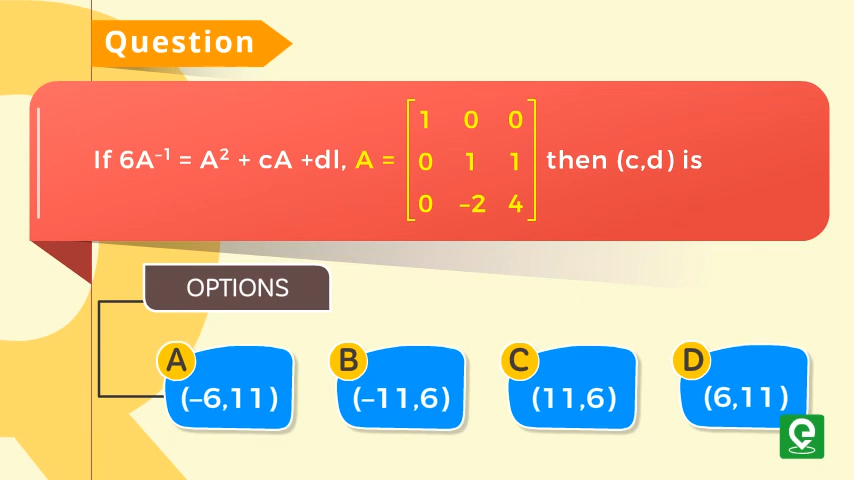 Question
If 6A⁻¹ = A² + cA +dI, A = [1 0 0
0 1 1
0 -2 4] then (c,d) is
OPTIONS
A (-6,11)
B (-11,6)
C (11,6)
D (6,11)